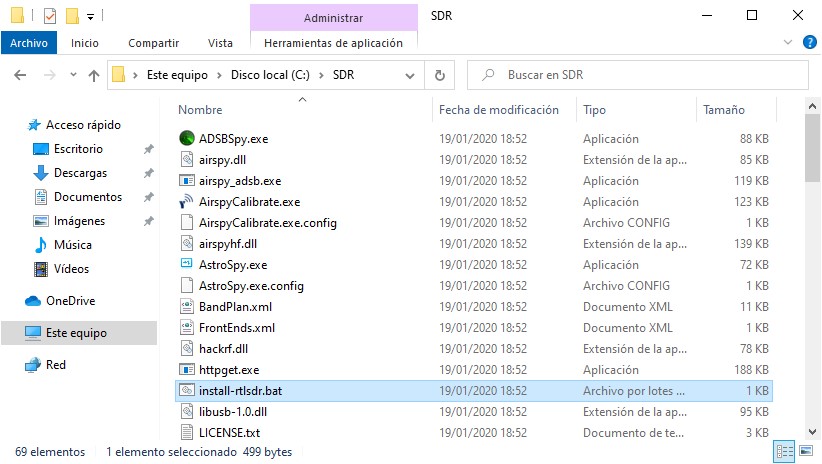 Administrar SDR
Archivo Inicio Compartir Vista Herramientas de aplicación
Este equipo Disco local (C:) SDR Buscar en SDR
Nombre Fecha de modificación Tipo Tamaño
Acceso rápido
Escritorio
Descargas
Documentos
Imágenes
Música
Vídeos
OneDrive
Este equipo
Red
ADSBSpy.exe 19/01/2020 18:52 Aplicación 88 KB
airspy.dll 19/01/2020 18:52 Extensión de la ap... 85 KB
airspy_adsb.exe 19/01/2020 18:52 Aplicación 119 KB
AirspyCalibrate.exe 19/01/2020 18:52 Aplicación 123 KB
AirspyCalibrate.exe.config 19/01/2020 18:52 Archivo CONFIG 1 KB
airspyhf.dll 19/01/2020 18:52 Extensión de la ap... 139 KB
AstroSpy.exe 19/01/2020 18:52 Aplicación 72 KB
AstroSpy.exe.config 19/01/2020 18:52 Archivo CONFIG 1 KB
BandPlan.xml 19/01/2020 18:52 Documento XML 11 KB
FrontEnds.xml 19/01/2020 18:52 Documento XML 1 KB
hackrf.dll 19/01/2020 18:52 Extensión de la ap... 78 KB
httpget.exe 19/01/2020 18:52 Aplicación 188 KB
install-rtlsdr.bat 19/01/2020 18:52 Archivo por lotes ... 1 KB
libusb-1.0.dll 19/01/2020 18:52 Extensión de la ap... 95 KB
LICENSE.txt 19/01/2020 18:52 Documento de te... 3 KB
69 elementos 1 elemento seleccionado 499 bytes